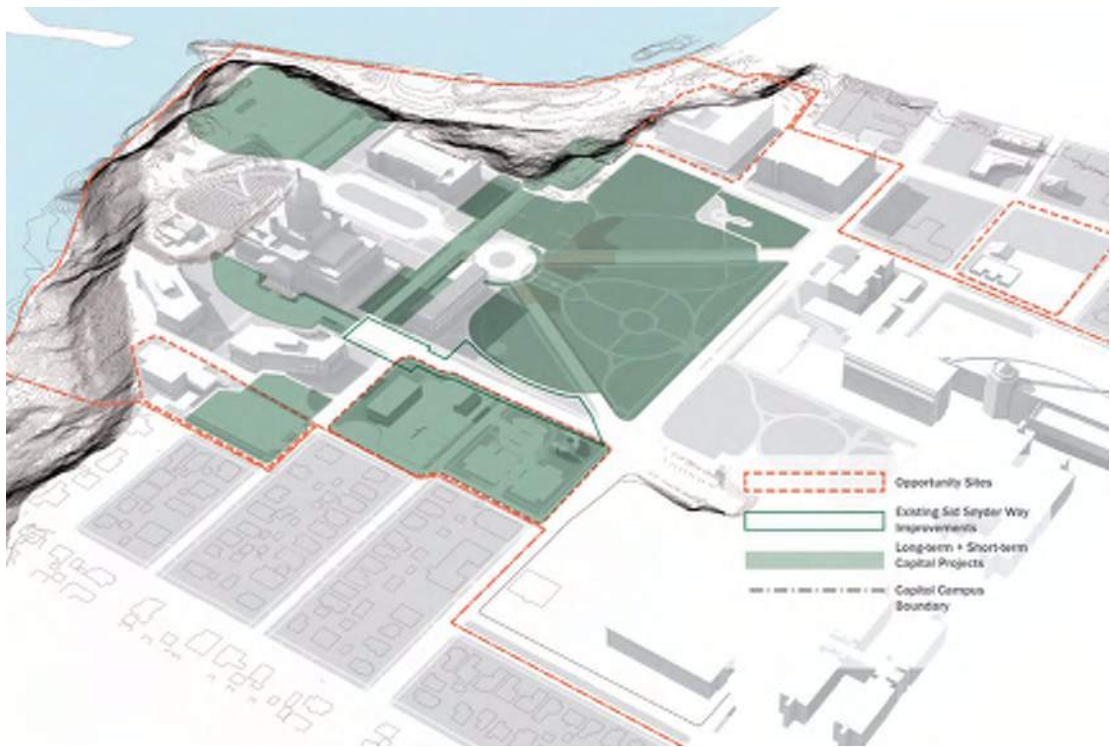 Opportunity Sites
Existing Sid Snyder Way
Improvements
Long-term + Short-term
Capital Projects
Capitol Campus
Boundary